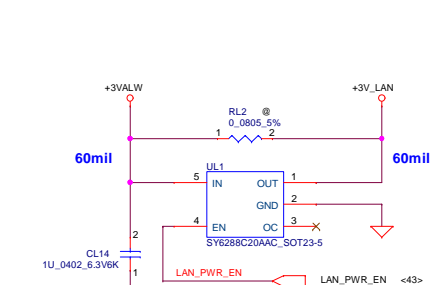 +3VALW
+3V_LAN
RL2 @
0_0805_5%
1 2
60mil
60mil
UL1
5 IN OUT 1
GND 2
4 EN OC 3
SY6288C20AAC_SOT23-5
2
CL14
1U_0402_6.3V6K
1
LAN_PWR_EN
LAN_PWR_EN <43>